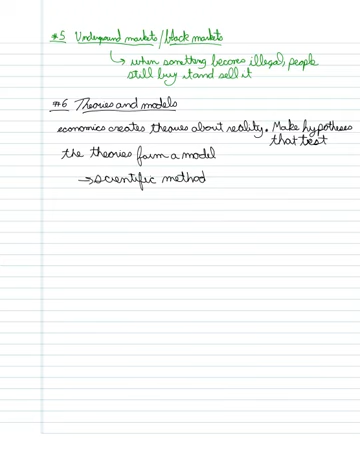 #5 Underground markets/black markets
↳ when something becomes illegal, people
still buy it and sell it
#6 Theories and models
economics creates theories about reality. Make hypotheses
that test
the theories form a model
→ scientific method